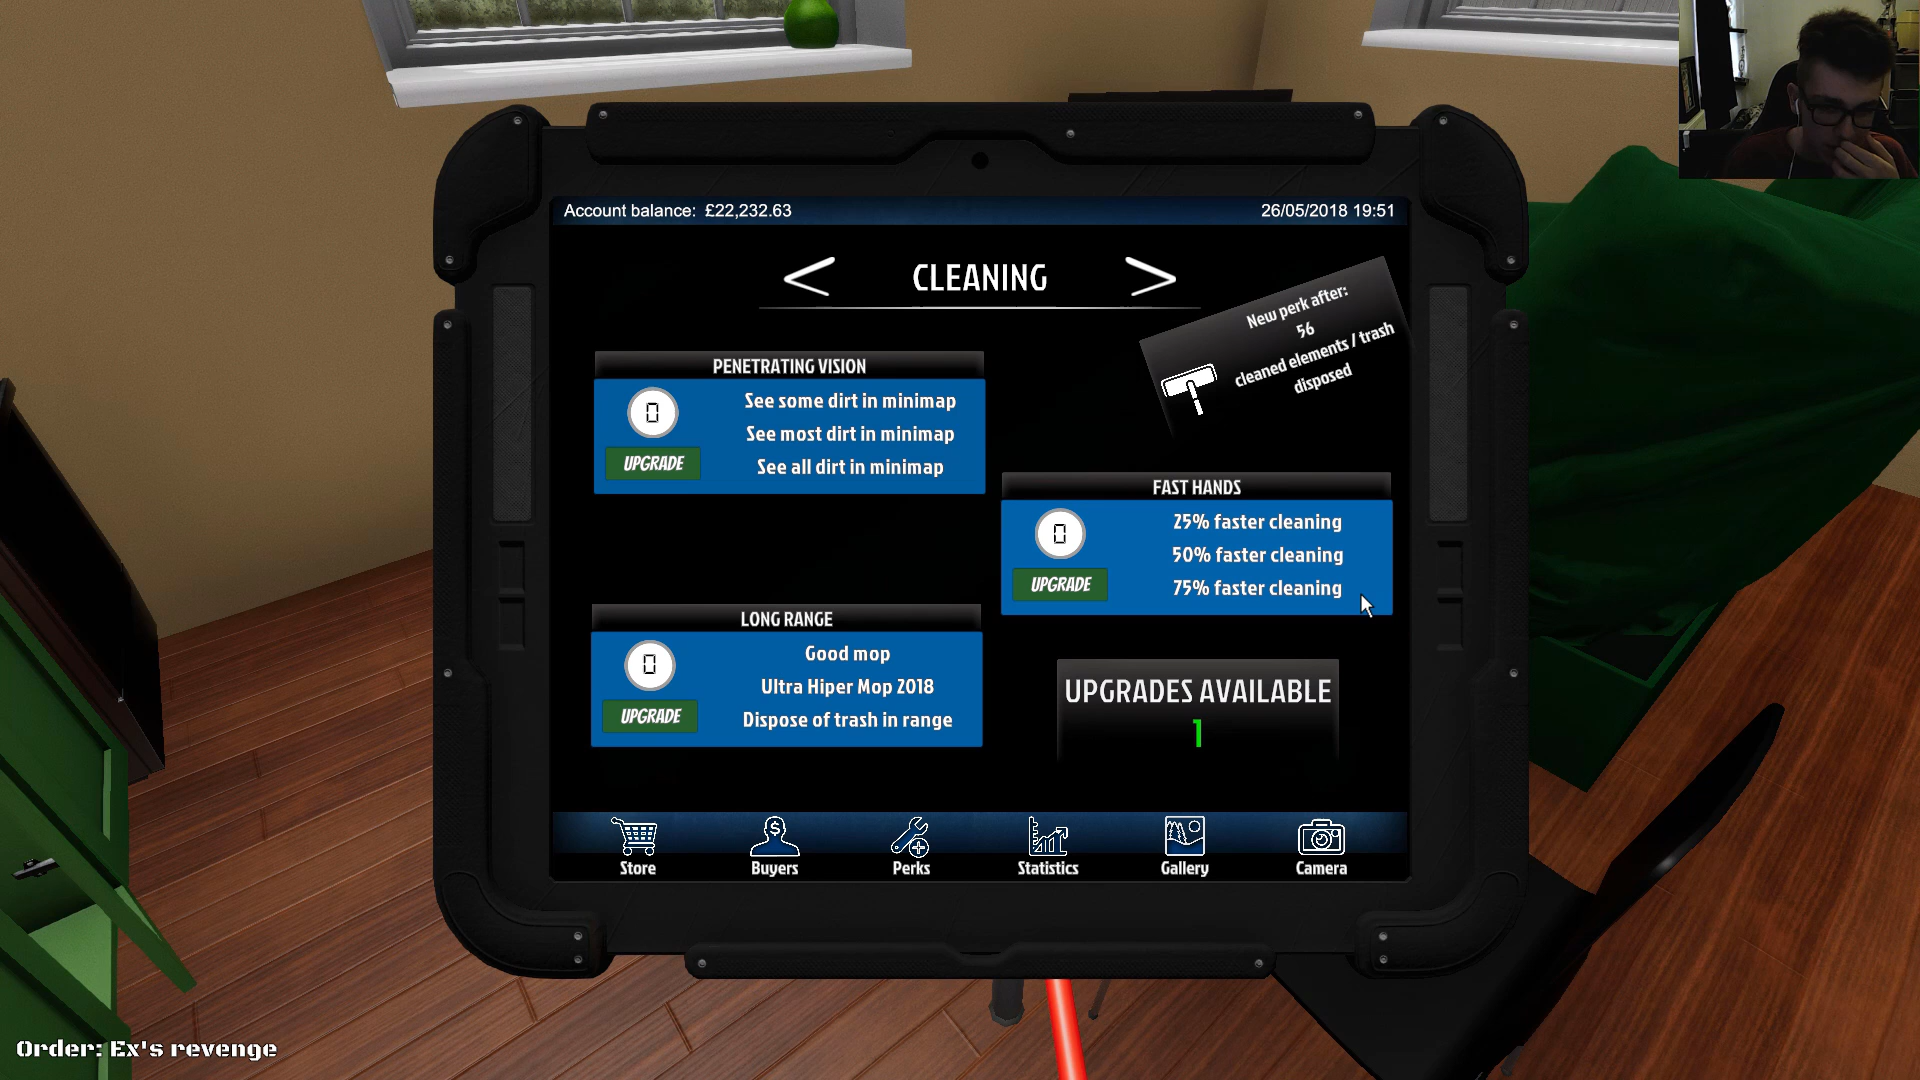 Account balance: £22,232.63
26/05/2018 19:51
< CLEANING >
New perk after:
56
cleaned elements / trash
disposed
PENETRATING VISION
0
UPGRADE
See some dirt in minimap
See most dirt in minimap
See all dirt in minimap
FAST HANDS
0
UPGRADE
25% faster cleaning
50% faster cleaning
75% faster cleaning
LONG RANGE
0
UPGRADE
Good mop
Ultra Hiper Mop 2018
Dispose of trash in range
UPGRADES AVAILABLE
1
Store
Buyers
Perks
Statistics
Gallery
Camera
Order: Ex's revenge